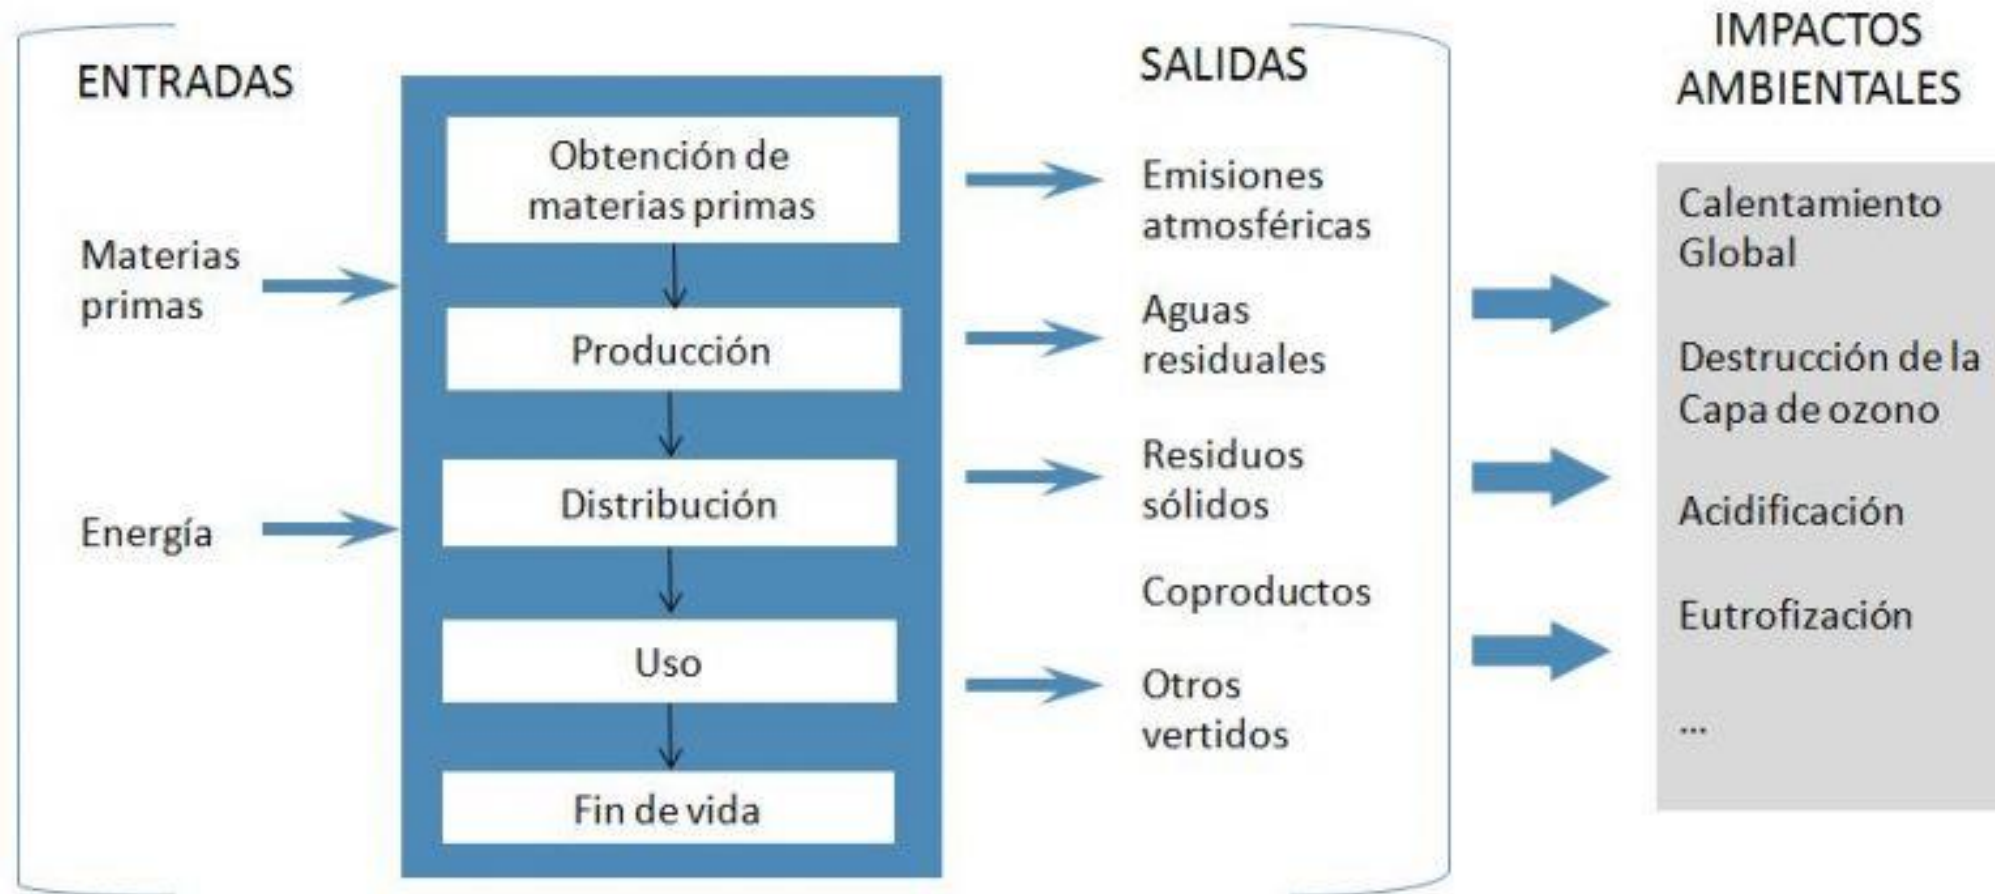 ENTRADAS
Materias
primas
Energía
Obtención de
materias primas
Producción
Distribución
Uso
Fin de vida
SALIDAS
Emisiones
atmosféricas
Aguas
residuales
Residuos
sólidos
Coproductos
Otros
vertidos
IMPACTOS
AMBIENTALES
Calentamiento
Global
Destrucción de la
Capa de ozono
Acidificación
Eutrofización
...